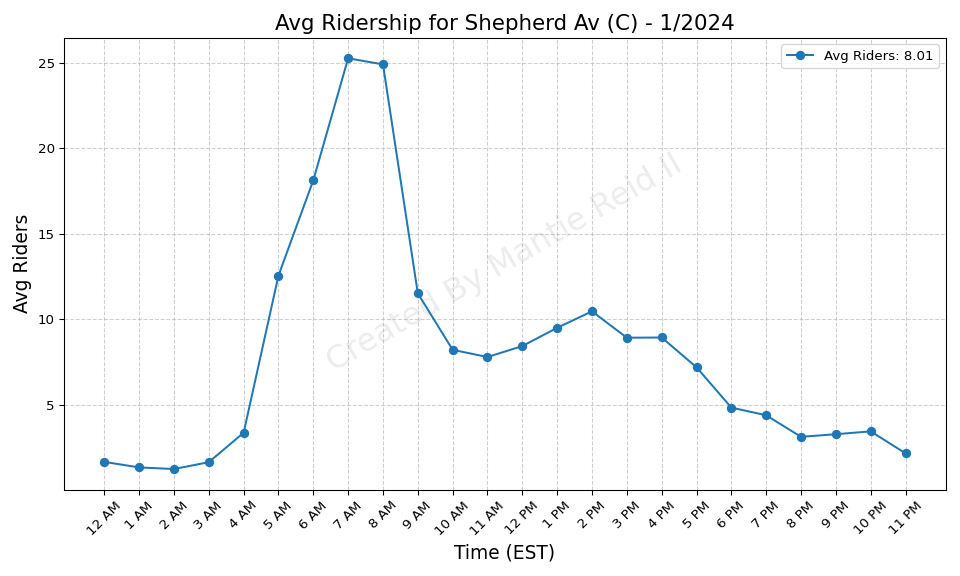 Avg Ridership for Shepherd Av (C) - 1/2024
Avg Riders: 8.01
Avg Riders
25
20
15
10
5
Created By Mantie Reid II
12 AM
1 AM
2 AM
3 AM
4 AM
5 AM
6 AM
7 AM
8 AM
9 AM
10 AM
11 AM
12 PM
1 PM
2 PM
3 PM
4 PM
5 PM
6 PM
7 PM
8 PM
9 PM
10 PM
11 PM
Time (EST)